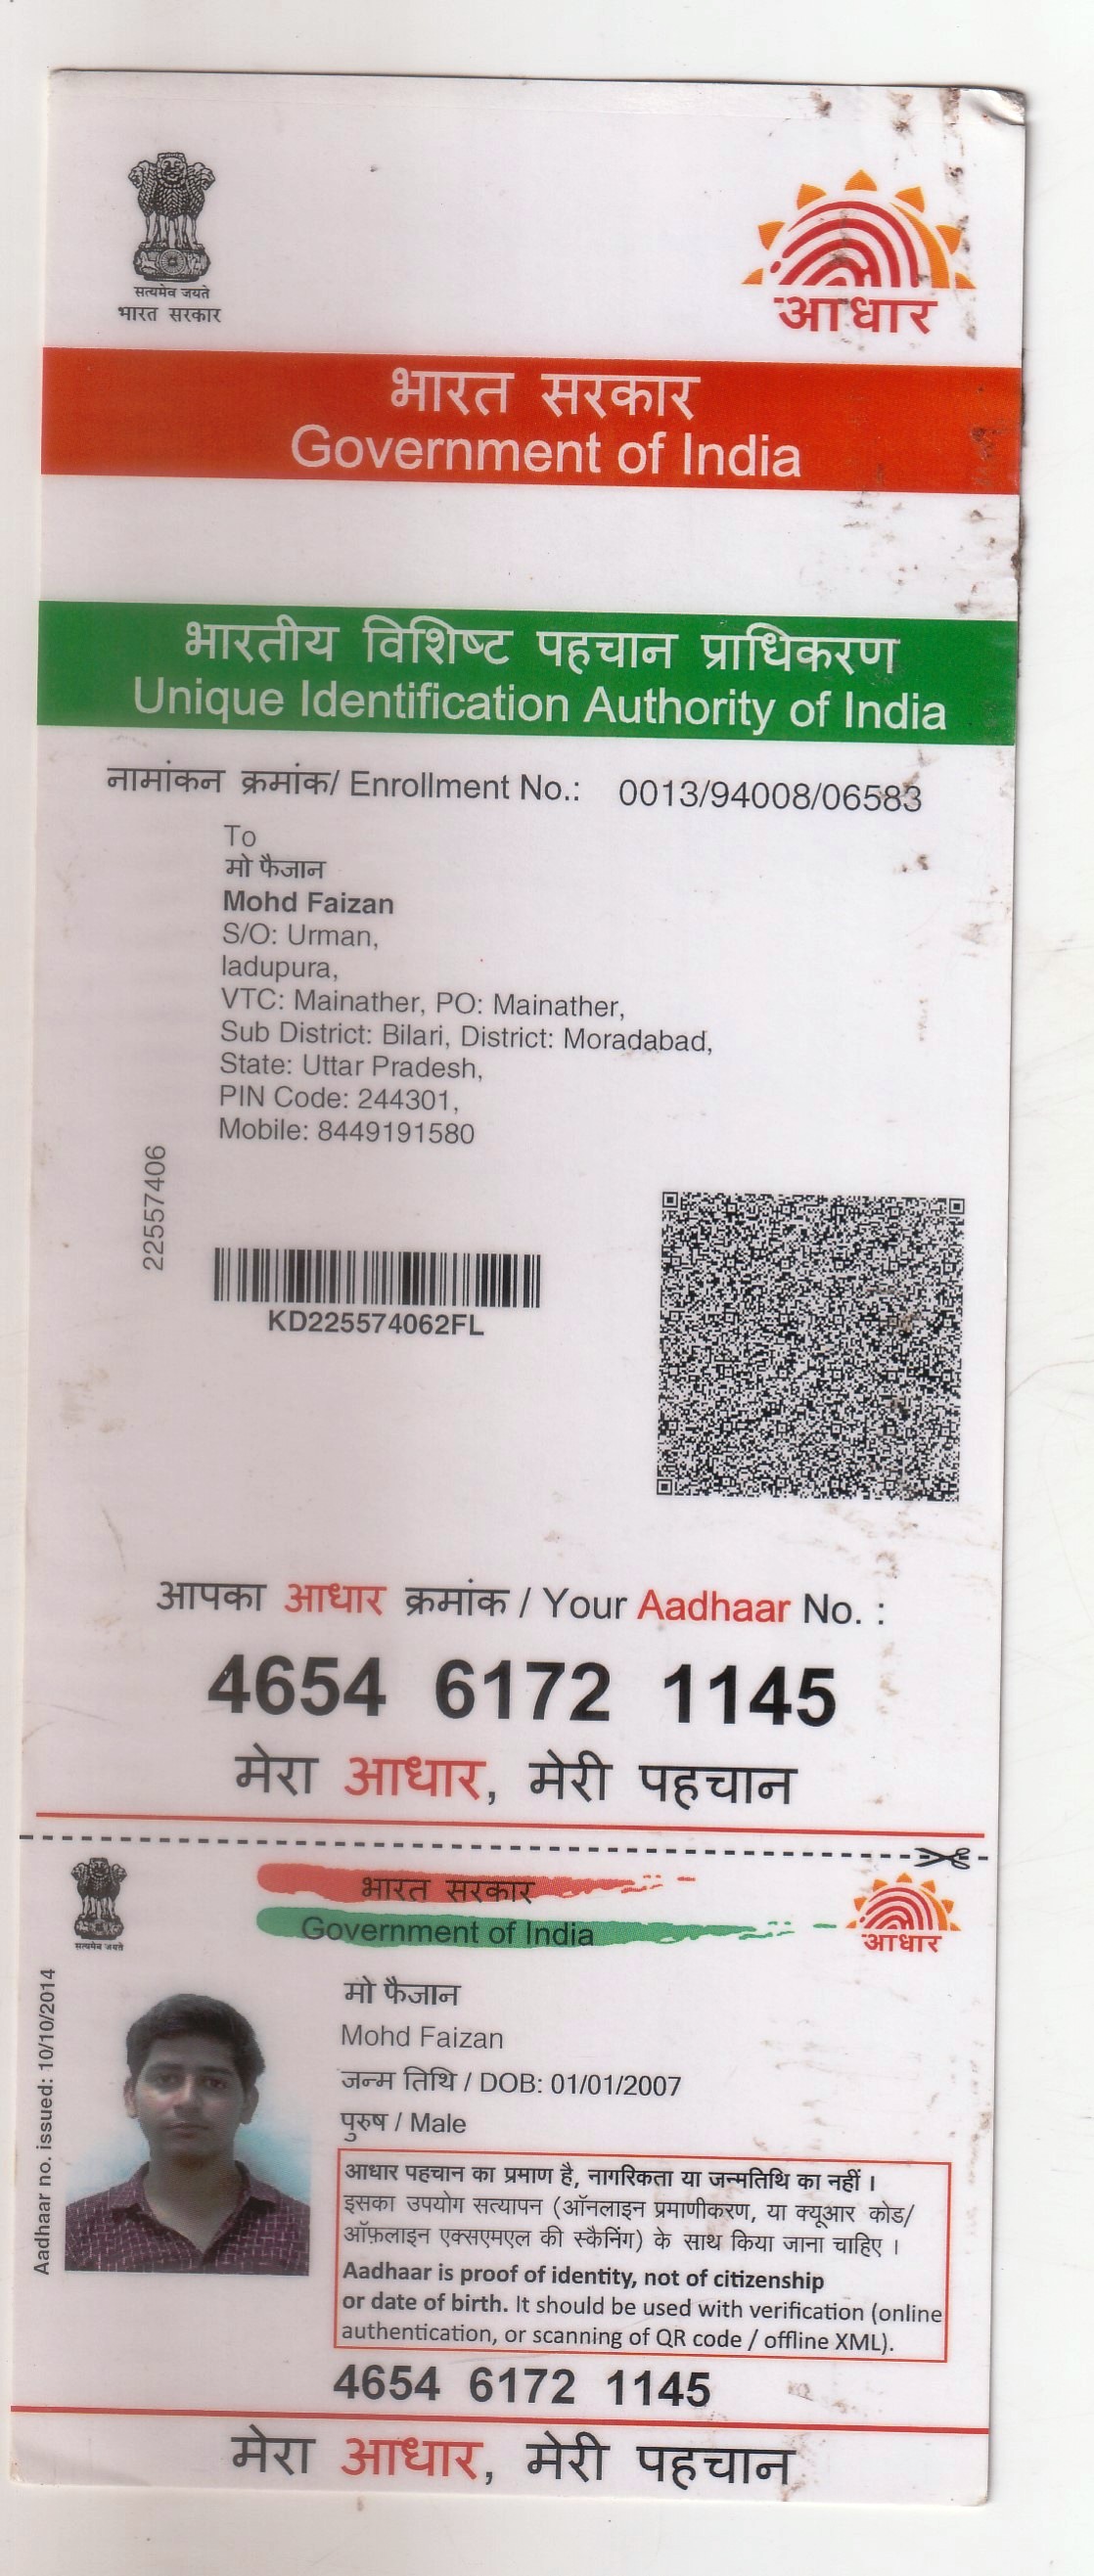 सत्यमेव जयते
भारत सरकार
आधार
भारत सरकार
Government of India
भारतीय विशिष्ट पहचान प्राधिकरण
Unique Identification Authority of India
नामांकन क्रमांक/ Enrollment No.: 0013/94008/06583
To
मो फैजान
Mohd Faizan
S/O: Urman,
ladupura,
VTC: Mainather, PO: Mainather,
Sub District: Bilari, District: Moradabad,
State: Uttar Pradesh,
PIN Code: 244301,
Mobile: 8449191580
22557406
KD225574062FL
आपका आधार क्रमांक / Your Aadhaar No. :
4654 6172 1145
मेरा आधार, मेरी पहचान
सत्यमेव जयते
भारत सरकार
Government of India
आधार
Aadhaar no. issued: 10/10/2014
मो फैजान
Mohd Faizan
जन्म तिथि / DOB: 01/01/2007
पुरुष / Male
आधार पहचान का प्रमाण है, नागरिकता या जन्मतिथि का नहीं ।
इसका उपयोग सत्यापन (ऑनलाइन प्रमाणीकरण, या क्यूआर कोड/
ऑफ़लाइन एक्सएमएल की स्कैनिंग) के साथ किया जाना चाहिए ।
Aadhaar is proof of identity, not of citizenship
or date of birth. It should be used with verification (online
authentication, or scanning of QR code / offline XML).
4654 6172 1145
मेरा आधार, मेरी पहचान